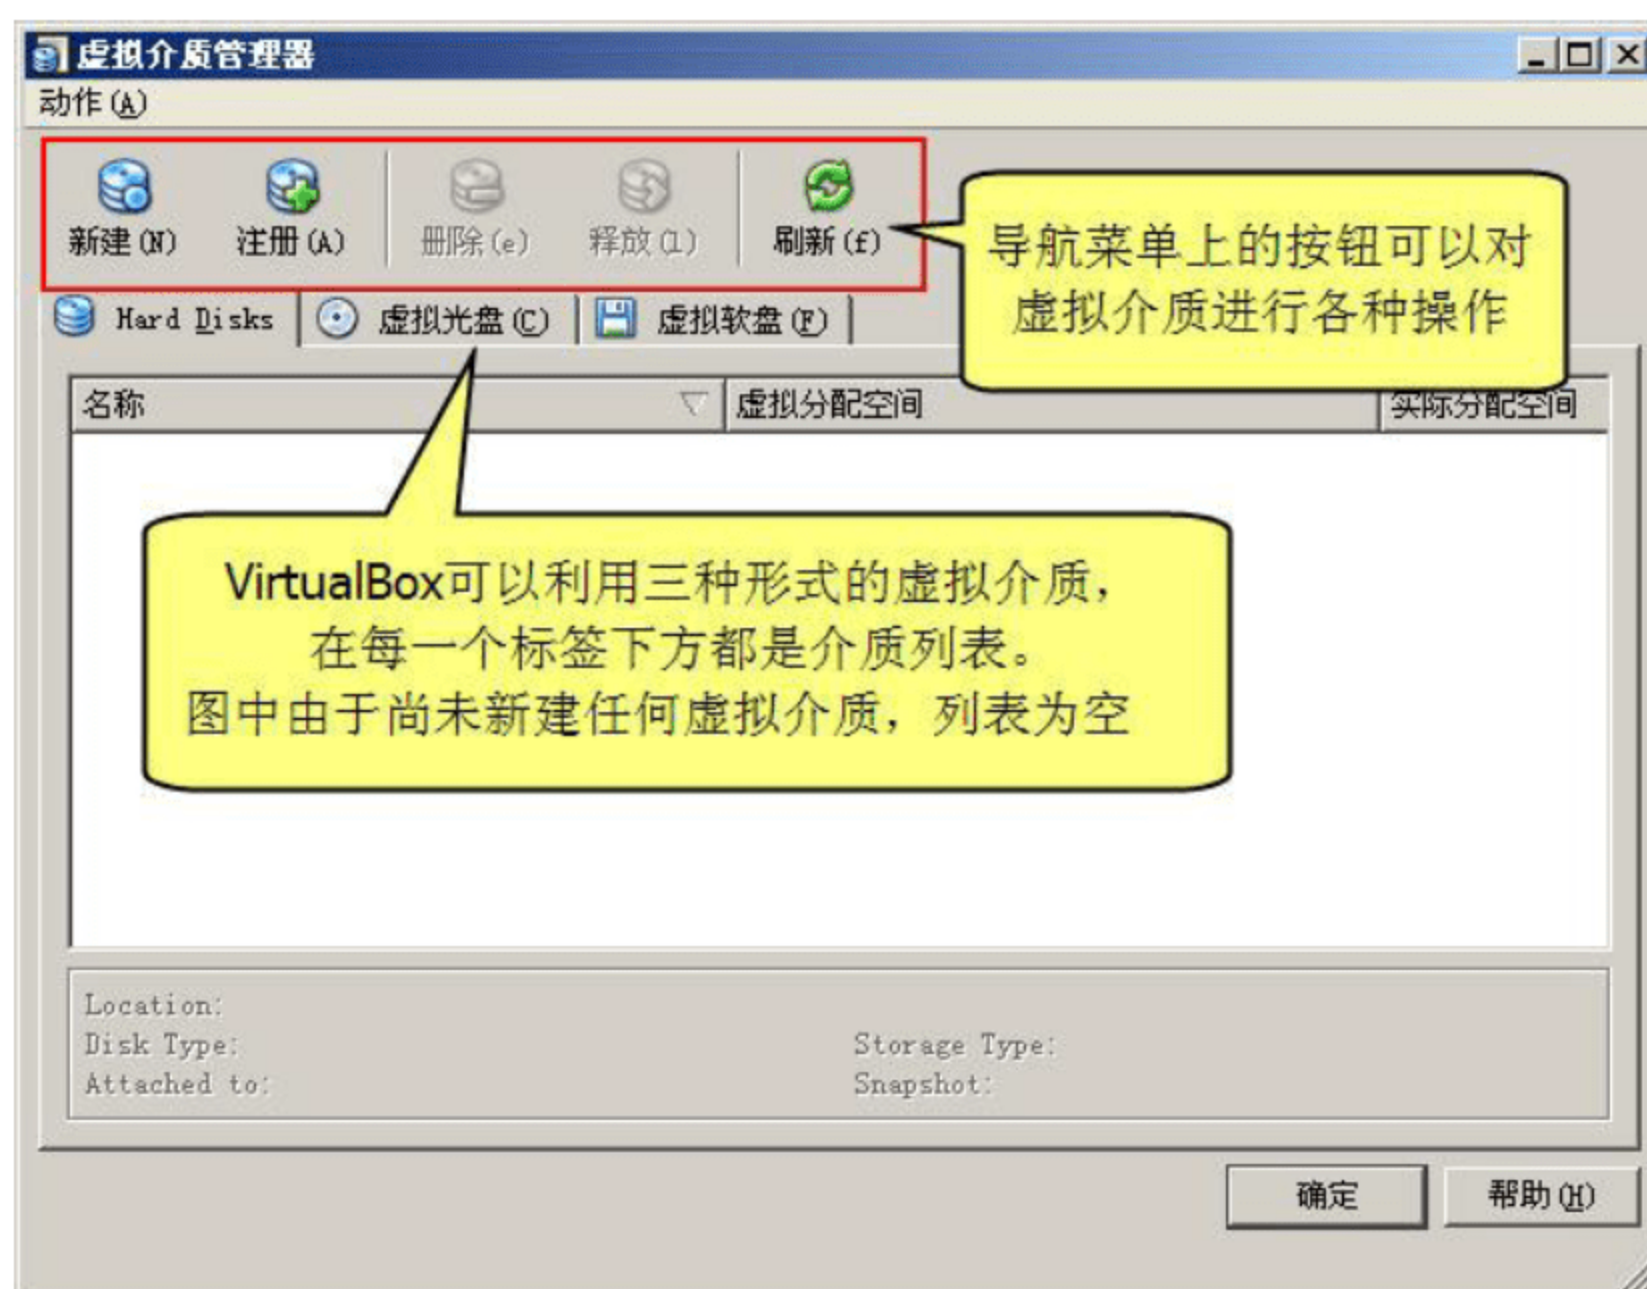 虚拟介质管理器
动作(A)
新建(N) 注册(A) 删除(e) 释放(l) 刷新(f)
导航菜单上的按钮可以对
虚拟介质进行各种操作
Hard Disks 虚拟光盘(C) 虚拟软盘(F)
名称 虚拟分配空间 实际分配空间
VirtualBox可以利用三种形式的虚拟介质，
在每一个标签下方都是介质列表。
图中由于尚未新建任何虚拟介质，列表为空
Location:
Disk Type: Storage Type:
Attached to: Snapshot:
确定 帮助(H)